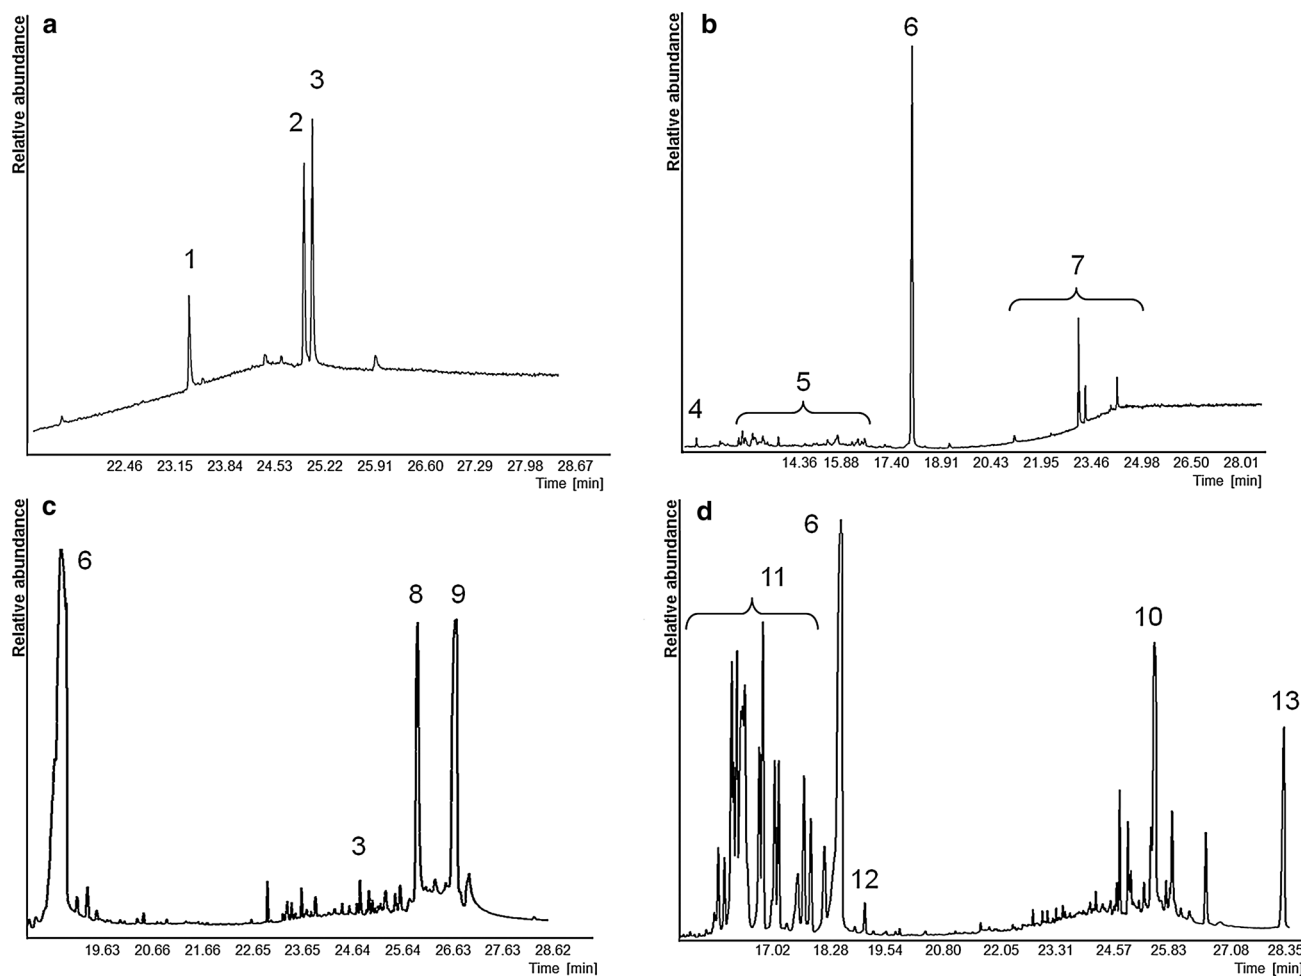 a
Relative abundance
3
2
1
22.46 23.15 23.84 24.53 25.22 25.91 26.60 27.29 27.98 28.67
Time [min]
b
Relative abundance
6
7
5
4
14.36 15.88 17.40 18.91 20.43 21.95 23.46 24.98 26.50 28.01
Time [min]
c
Relative abundance
6
8 9
3
19.63 20.66 21.66 22.65 23.65 24.64 25.64 26.63 27.63 28.62
Time [min]
d
Relative abundance
6
11
10
13
12
17.02 18.28 19.54 20.80 22.05 23.31 24.57 25.83 27.08 28.35
Time [min]